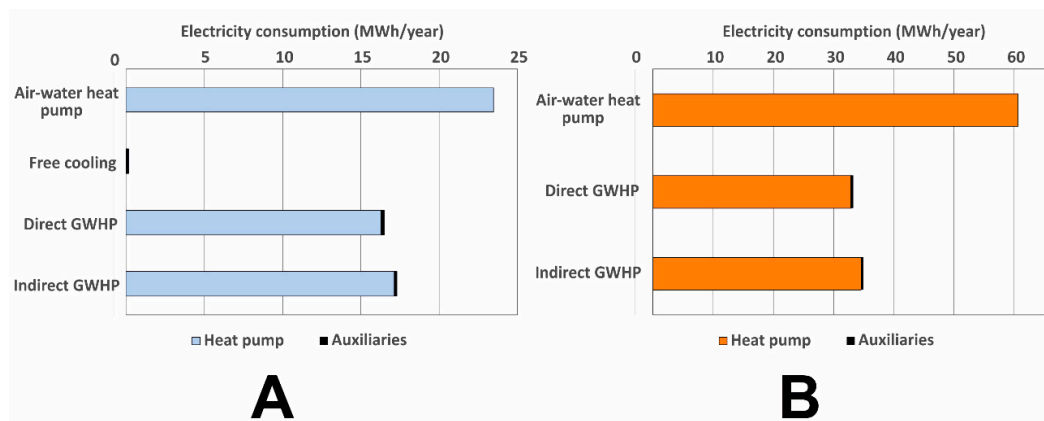 Electricity consumption (MWh/year)
0 5 10 15 20 25
Air-water heat
pump
Free cooling
Direct GWHP
Indirect GWHP
Heat pump Auxiliaries
A
Electricity consumption (MWh/year)
0 10 20 30 40 50 60
Air-water heat
pump
Direct GWHP
Indirect GWHP
Heat pump Auxiliaries
B